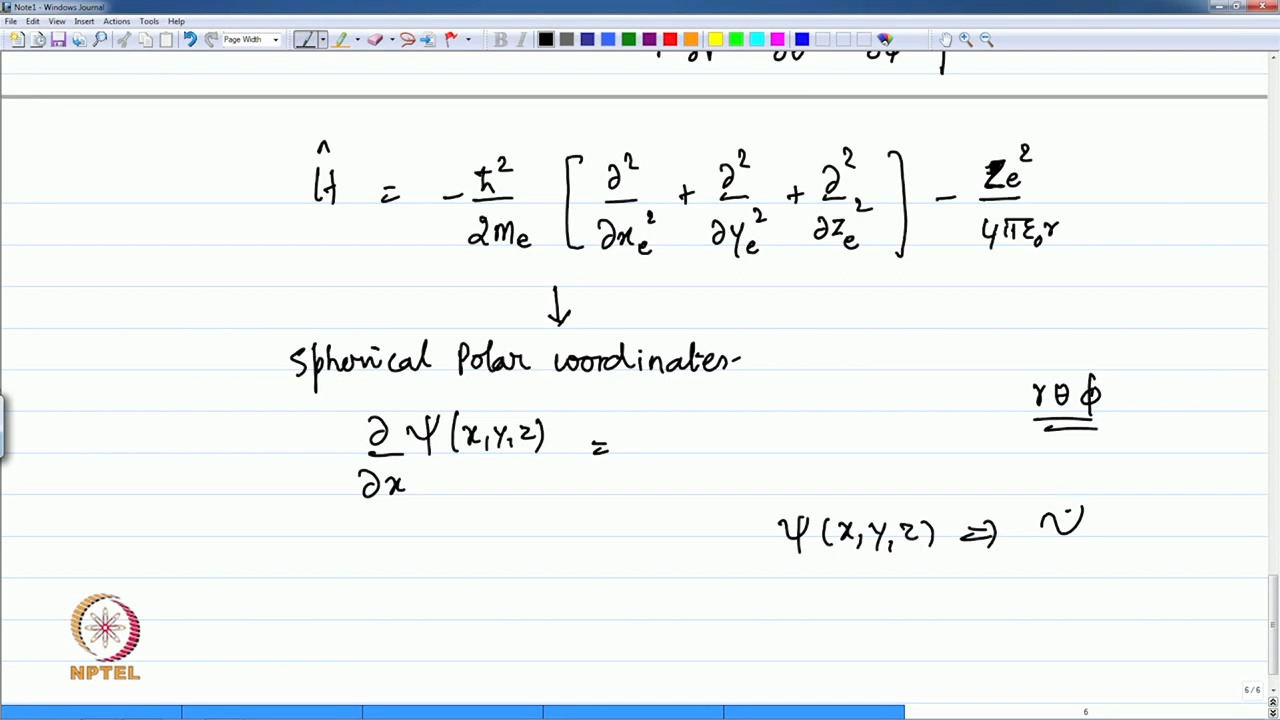 Note1 - Windows Journal
File Edit View Insert Actions Tools Help
Page Width
Ĥ = - ħ²/2me [∂²/∂xe² + ∂²/∂ye² + ∂²/∂ze²] - Ze²/4πε₀r
↓
Spherical Polar coordinates-
r θ φ
∂/∂x ψ(x,y,z) =
ψ(x,y,z) ⇒
NPTEL
6/6
6